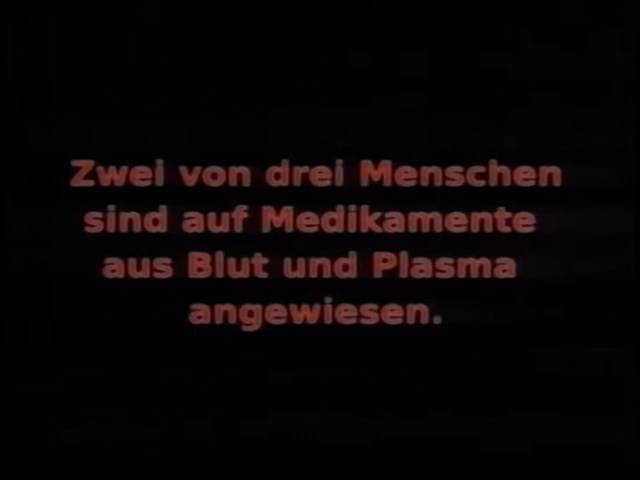 Zwei von drei Menschen
sind auf Medikamente
aus Blut und Plasma
angewiesen.